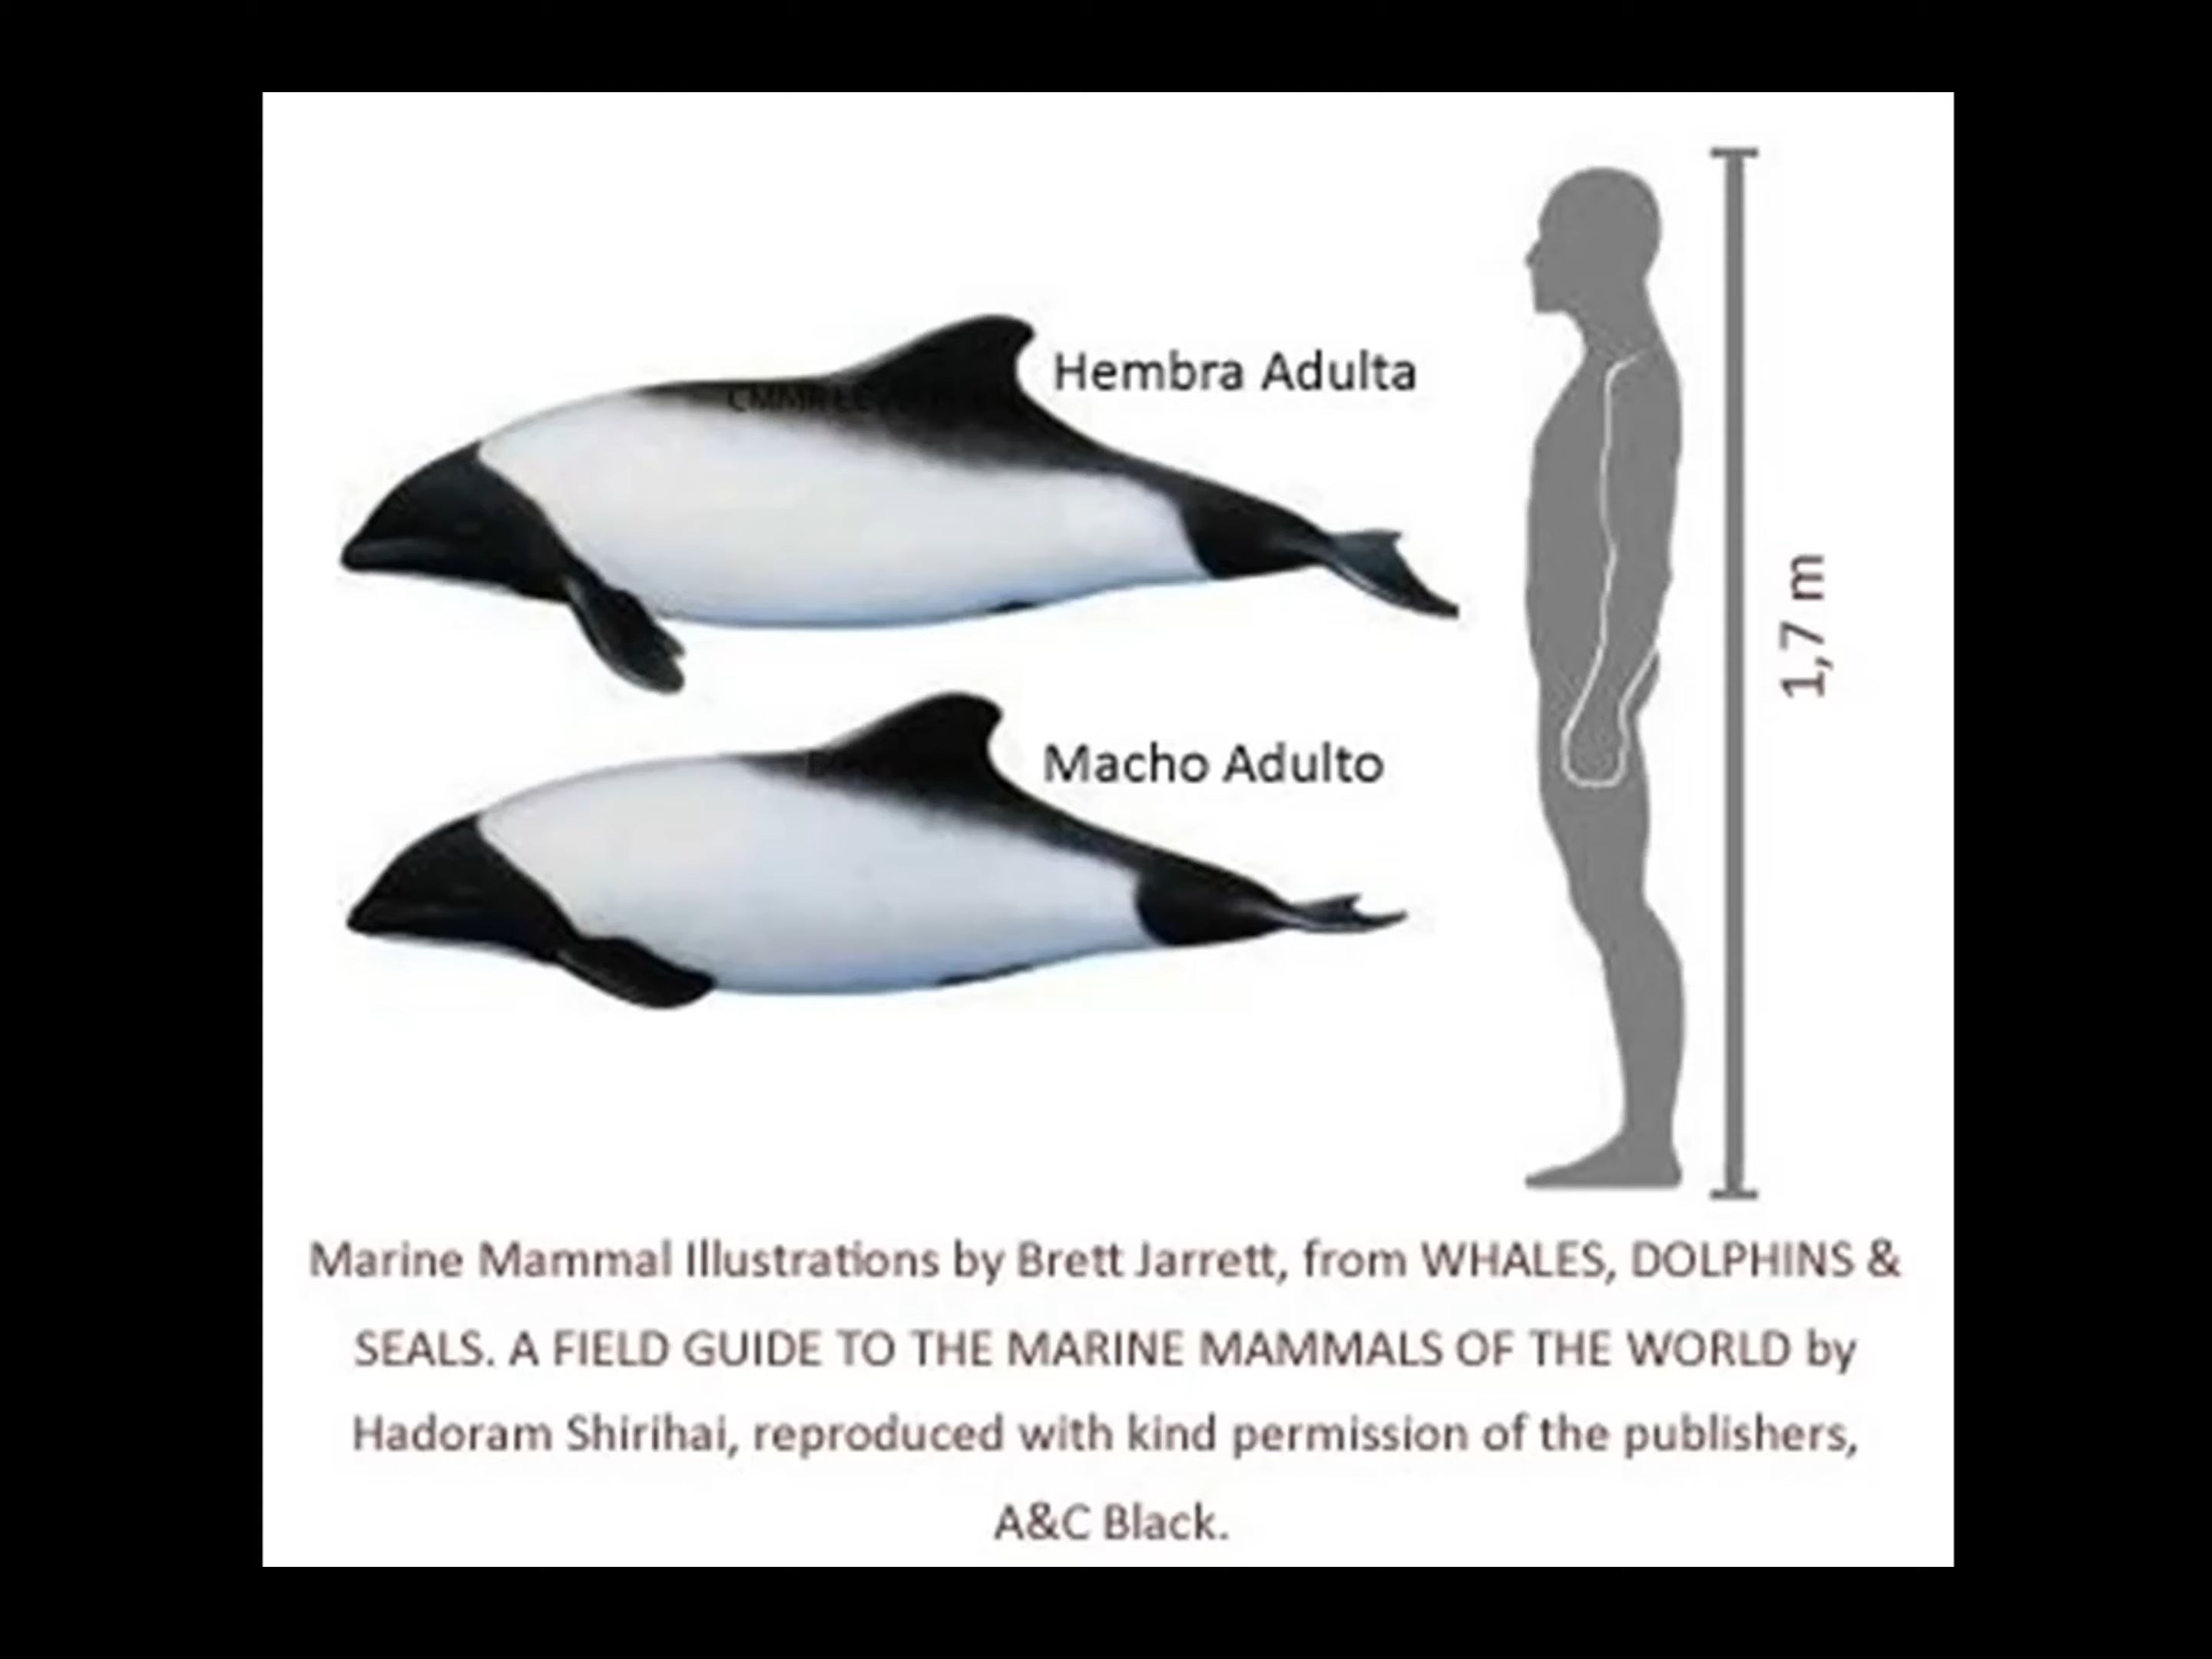 Hembra Adulta
Macho Adulto
1,7 m
Marine Mammal Illustrations by Brett Jarrett, from WHALES, DOLPHINS &
SEALS. A FIELD GUIDE TO THE MARINE MAMMALS OF THE WORLD by
Hadoram Shirihai, reproduced with kind permission of the publishers,
A&C Black.